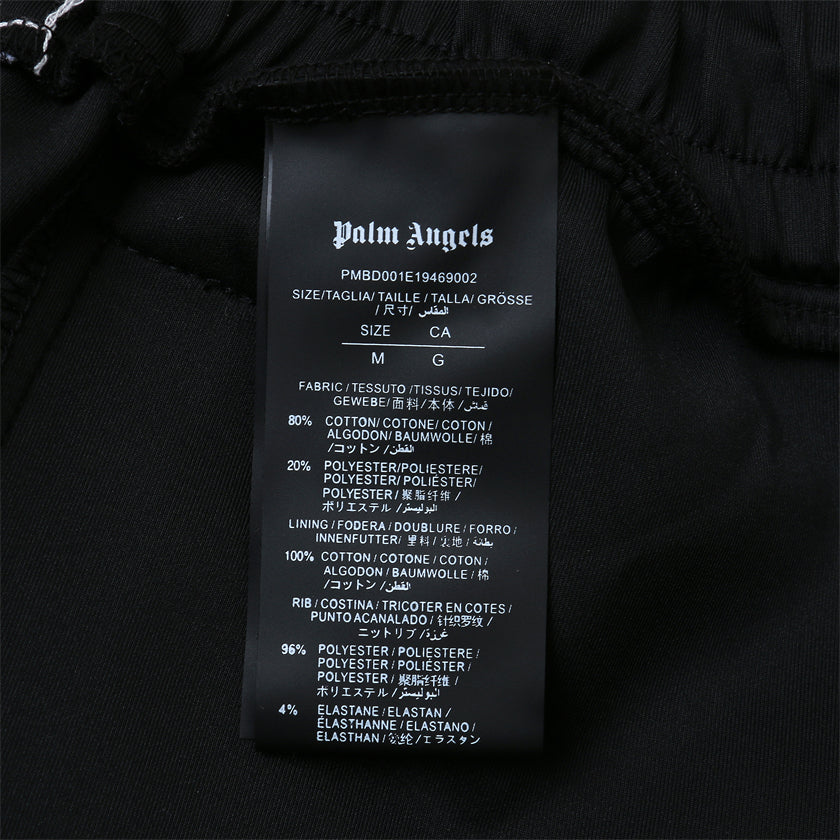 Palm Angels
PMBD001E19469002
SIZE/TAGLIA/ TAILLE / TALLA/ GRÖSSE
/ 尺寸/ المقاس
SIZE CA
M G
FABRIC / TESSUTO /TISSUS/ TEJIDO/
GEWEBE/ 面料 / 本体 / قماش/
80% COTTON/ COTONE/ COTON /
ALGODON/ BAUMWOLLE/ 棉
/コットン / القطن/
20% POLYESTER/POLIESTERE/
POLYESTER/ POLIÉSTER/
POLYESTER / 聚脂纤维 /
ポリエステル / البوليستر/
LINING / FODERA / DOUBLURE / FORRO /
INNENFUTTER/ 里料 / 裏地 / بطانة/
100% COTTON / COTONE / COTON /
ALGODON / BAUMWOLLE / 棉
/コットン / القطن/
RIB / COSTINA / TRICOTER EN COTES /
PUNTO ACANALADO / 针织罗纹 /
ニットリブ / غزة/
96% POLYESTER / POLIESTERE /
POLYESTER / POLIÉSTER /
POLYESTER / 聚脂纤维 /
ポリエステル / البوليستر/
4% ELASTANE / ELASTAN /
ÉLASTHANNE / ELASTANO /
ELASTHAN / 氨纶 / エラスタン